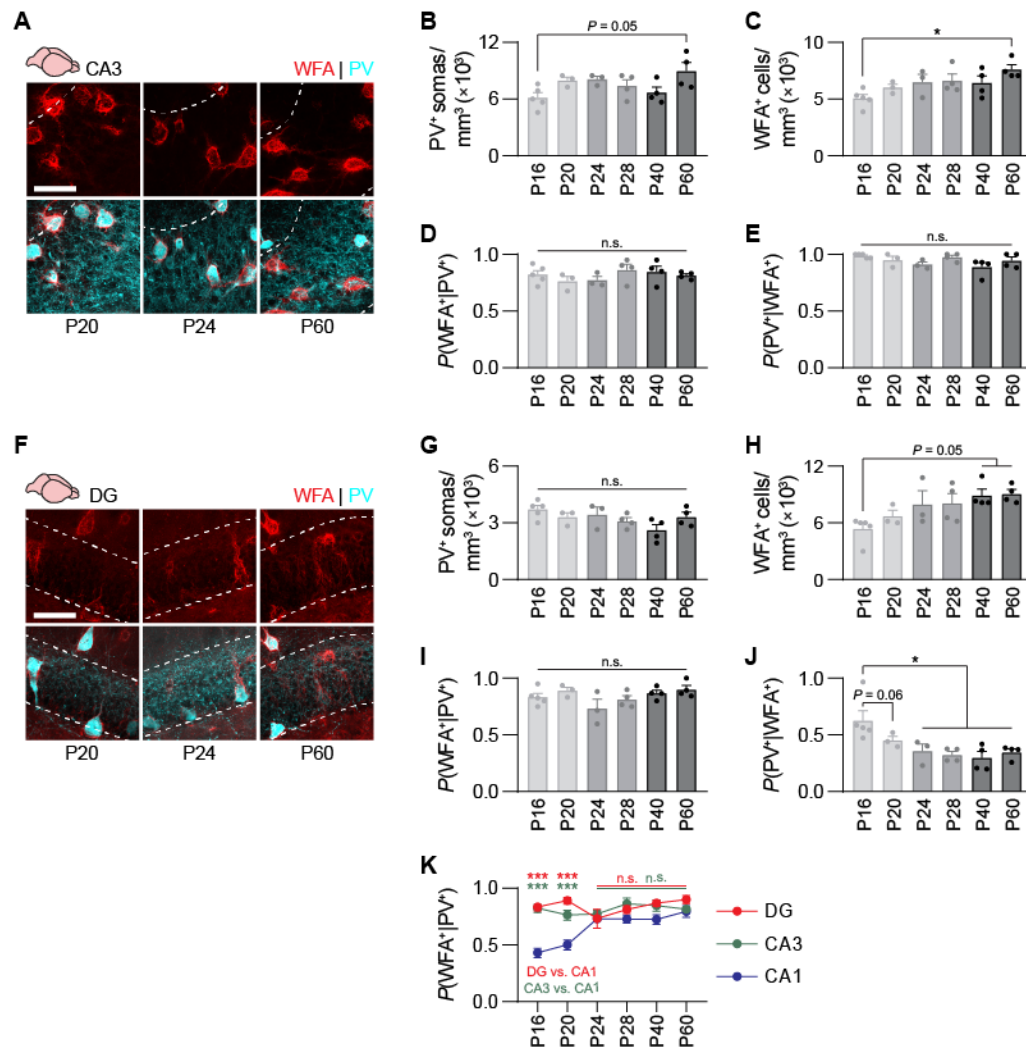 A
CA3
WFA | PV
P20
P24
P60
B
P = 0.05
PV⁺ somas/
mm³ (× 10³)
12
6
0
P16
P20
P24
P28
P40
P60
C
*
WFA⁺ cells/
mm³ (× 10³)
10
5
0
P16
P20
P24
P28
P40
P60
D
n.s.
P(WFA⁺|PV⁺)
1.0
0.5
0.0
P16
P20
P24
P28
P40
P60
E
n.s.
P(PV⁺|WFA⁺)
1.0
0.5
0.0
P16
P20
P24
P28
P40
P60
F
DG
WFA | PV
P20
P24
P60
G
n.s.
PV⁺ somas/
mm³ (× 10³)
6
3
0
P16
P20
P24
P28
P40
P60
H
P = 0.05
WFA⁺ cells/
mm³ (× 10³)
12
6
0
P16
P20
P24
P28
P40
P60
I
n.s.
P(WFA⁺|PV⁺)
1.0
0.5
0.0
P16
P20
P24
P28
P40
P60
J
*
P = 0.06
P(PV⁺|WFA⁺)
1.0
0.5
0.0
P16
P20
P24
P28
P40
P60
K
*** *** n.s. n.s.
*** ***
P(WFA⁺|PV⁺)
1.0
0.5
0.0
DG vs. CA1
CA3 vs. CA1
P16
P20
P24
P28
P40
P60
DG
CA3
CA1